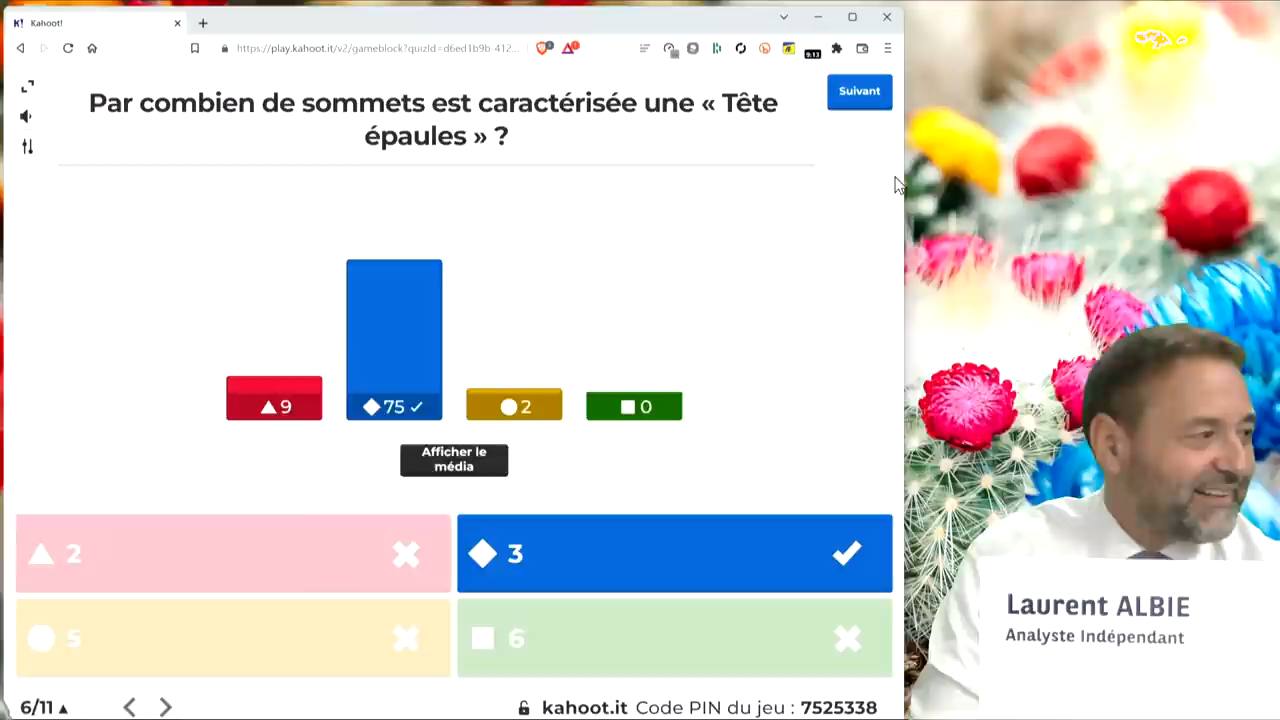 K! Kahoot!
https://play.kahoot.it/v2/gameblock?quizId=d6ed1b9b-412...
9:13
Par combien de sommets est caractérisée une « Tête
épaules » ?
Suivant
9
75
2
0
Afficher le
média
2
3
5
6
Laurent ALBIE
Analyste Indépendant
6/11
kahoot.it Code PIN du jeu : 7525338